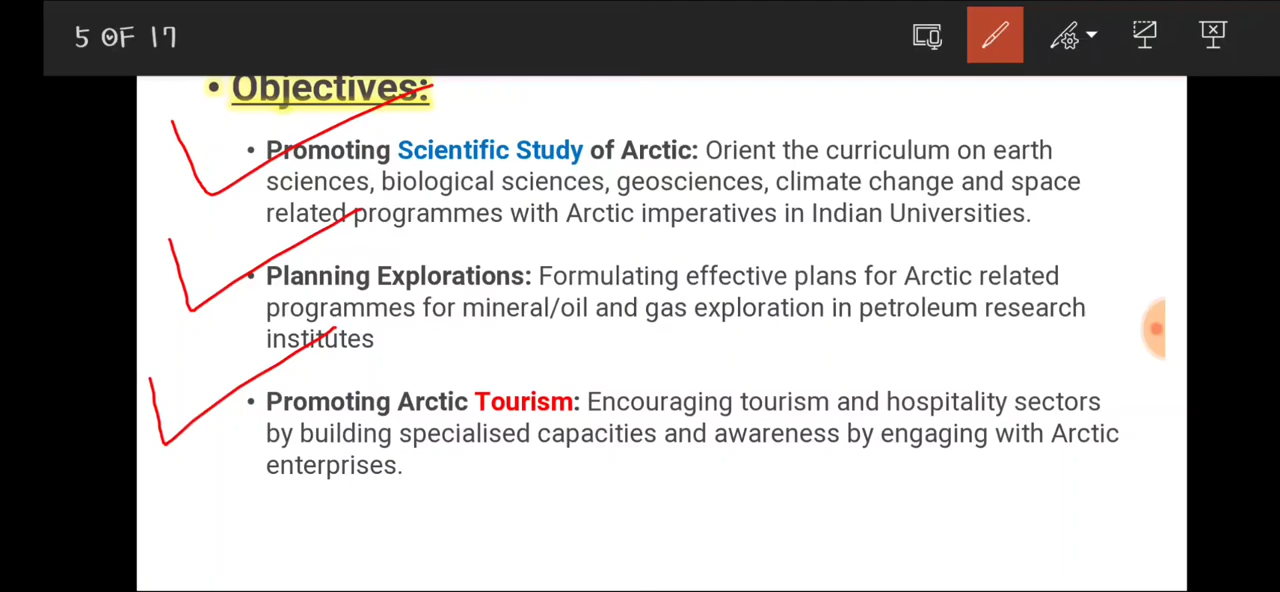 5 OF 17
• Objectives:
• Promoting Scientific Study of Arctic: Orient the curriculum on earth
sciences, biological sciences, geosciences, climate change and space
related programmes with Arctic imperatives in Indian Universities.
• Planning Explorations: Formulating effective plans for Arctic related
programmes for mineral/oil and gas exploration in petroleum research
institutes
• Promoting Arctic Tourism: Encouraging tourism and hospitality sectors
by building specialised capacities and awareness by engaging with Arctic
enterprises.